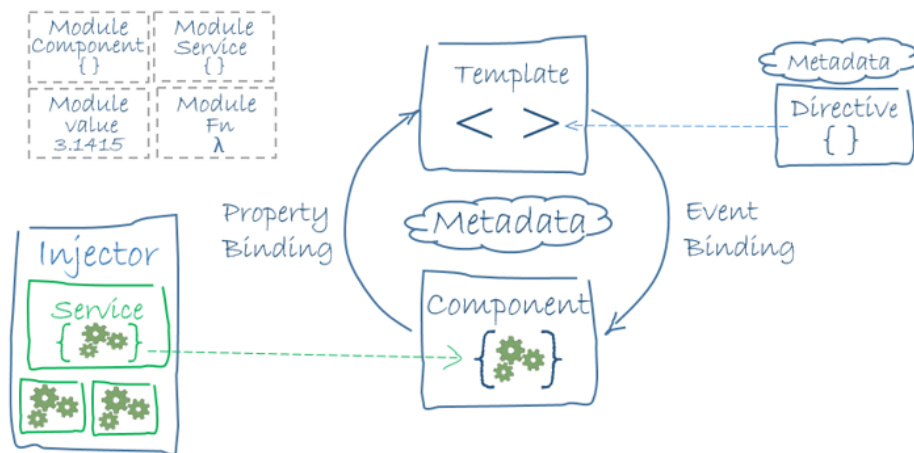 Module
Component
{ }
Module
Service
{ }
Module
value
3.1415
Module
Fn
λ
Template
< >
Metadata
Directive
{ }
Property
Binding
Metadata
Event
Binding
Injector
Service
{ }
Component
{ }